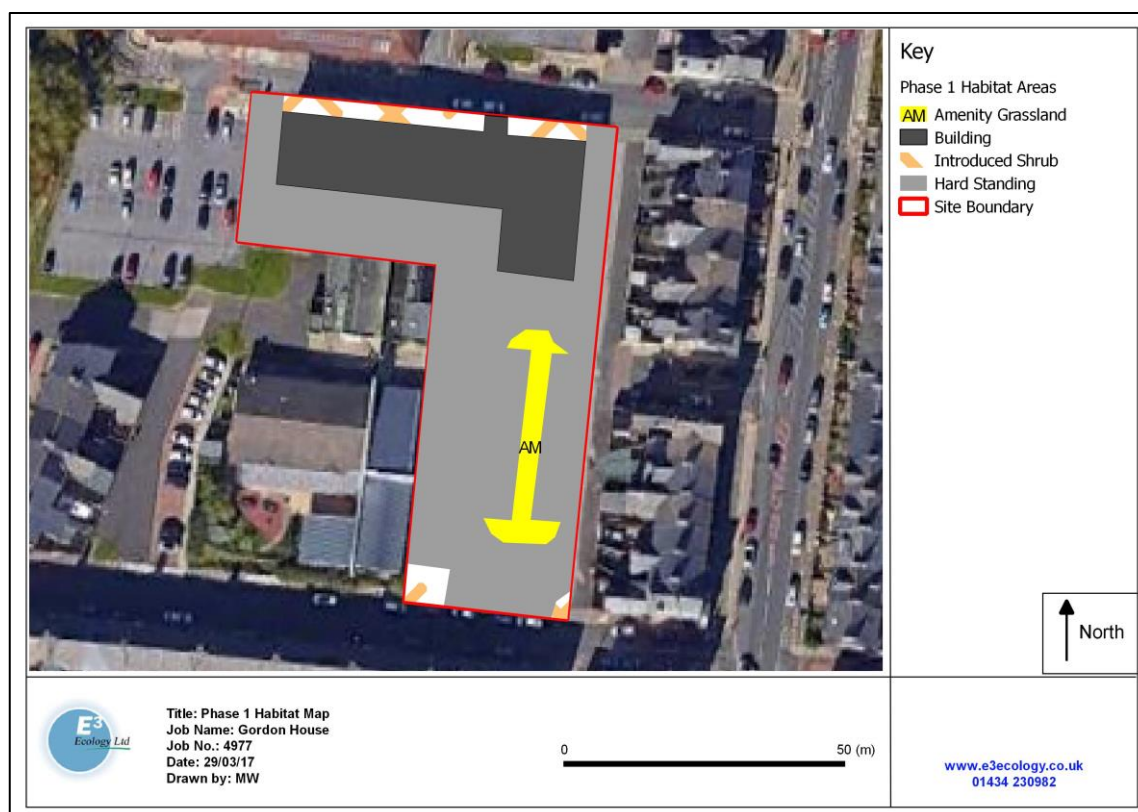 Key
Phase 1 Habitat Areas
AM Amenity Grassland
Building
Introduced Shrub
Hard Standing
Site Boundary
AM
North
E3
Ecology Ltd
Title: Phase 1 Habitat Map
Job Name: Gordon House
Job No.: 4977
Date: 29/03/17
Drawn by: MW
0 50 (m)
www.e3ecology.co.uk
01434 230982